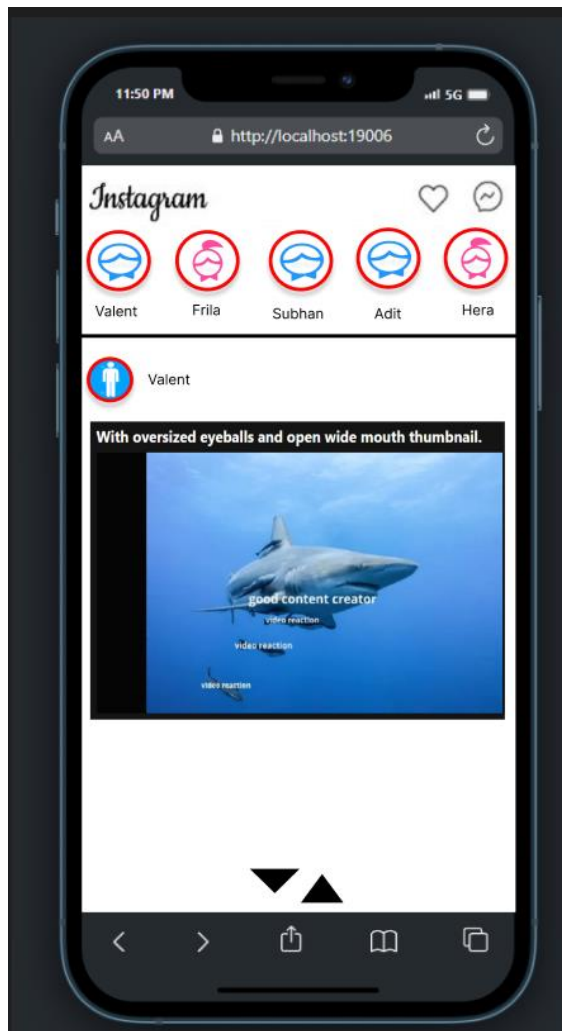 11:50 PM 5G
AA http://localhost:19006
Instagram
Valent Frila Subhan Adit Hera
Valent
With oversized eyeballs and open wide mouth thumbnail.
good content creator
video reaction
video reaction
video reaction